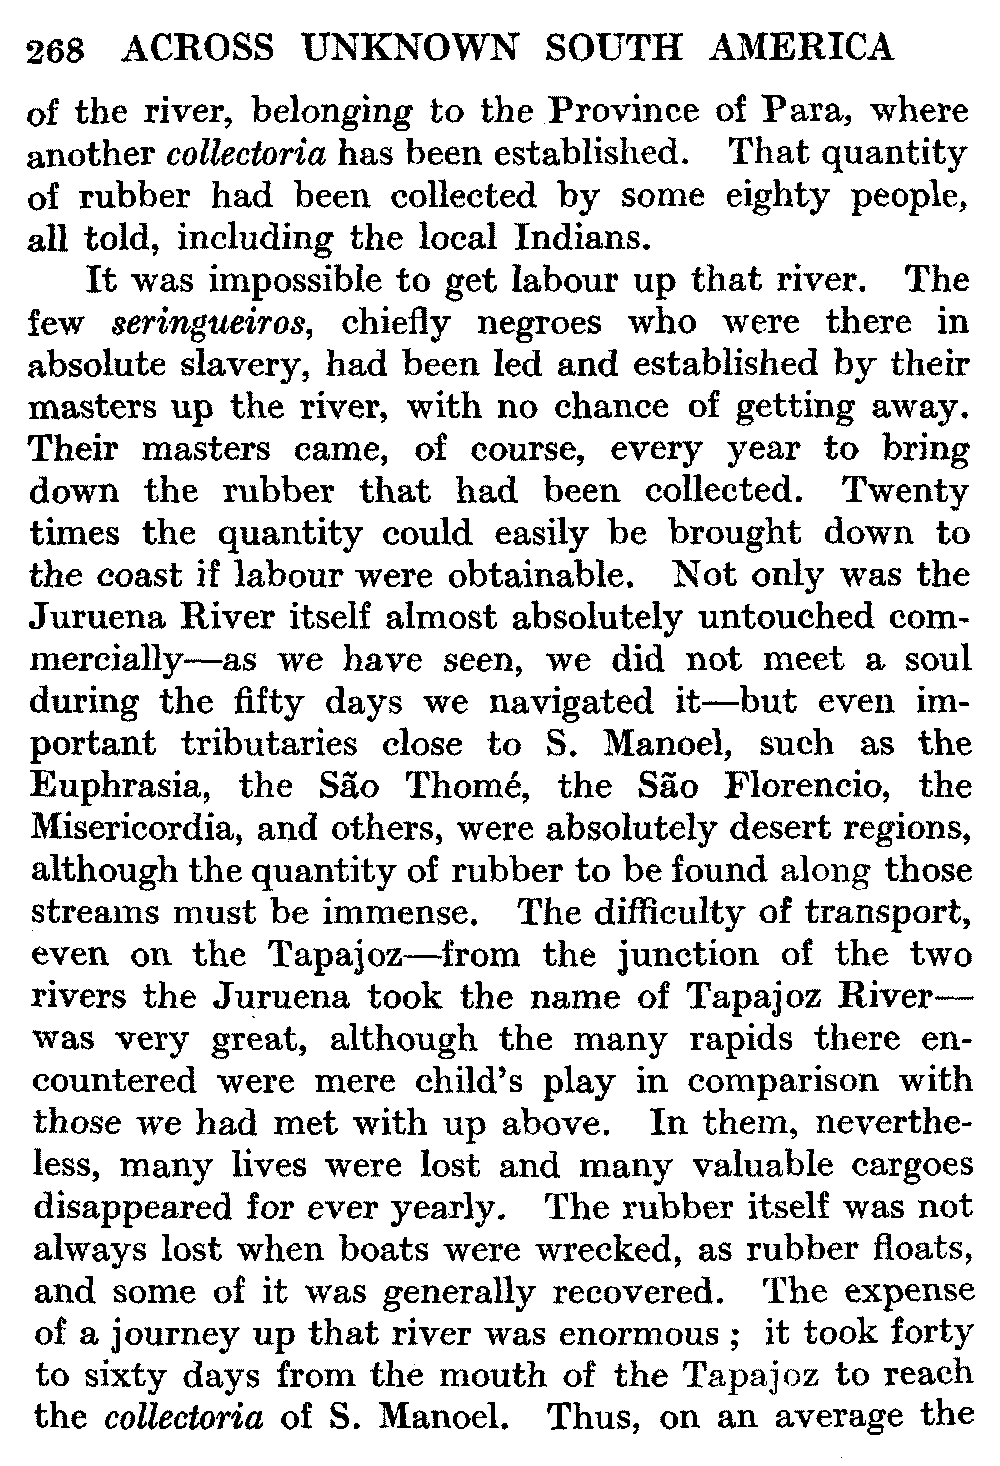 268 ACROSS UNKNOWN SOUTH AMERICA
of the river, belonging to the Province of Para, where
another collectoria has been established. That quantity
of rubber had been collected by some eighty people,
all told, including the local Indians.
It was impossible to get labour up that river. The
few seringueiros, chiefly negroes who were there in
absolute slavery, had been led and established by their
masters up the river, with no chance of getting away.
Their masters came, of course, every year to bring
down the rubber that had been collected. Twenty
times the quantity could easily be brought down to
the coast if labour were obtainable. Not only was the
Juruena River itself almost absolutely untouched com-
mercially—as we have seen, we did not meet a soul
during the fifty days we navigated it—but even im-
portant tributaries close to S. Manoel, such as the
Euphrasia, the São Thomé, the São Florencio, the
Misericordia, and others, were absolutely desert regions,
although the quantity of rubber to be found along those
streams must be immense. The difficulty of transport,
even on the Tapajoz—from the junction of the two
rivers the Juruena took the name of Tapajoz River—
was very great, although the many rapids there en-
countered were mere child's play in comparison with
those we had met with up above. In them, neverthe-
less, many lives were lost and many valuable cargoes
disappeared for ever yearly. The rubber itself was not
always lost when boats were wrecked, as rubber floats,
and some of it was generally recovered. The expense
of a journey up that river was enormous ; it took forty
to sixty days from the mouth of the Tapajoz to reach
the collectoria of S. Manoel. Thus, on an average the